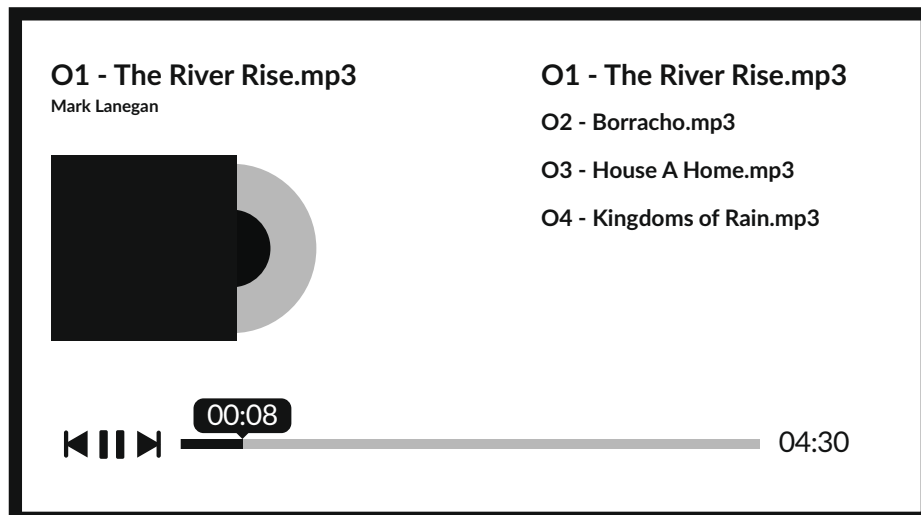 O1 - The River Rise.mp3
Mark Lanegan
O1 - The River Rise.mp3
O2 - Borracho.mp3
O3 - House A Home.mp3
O4 - Kingdoms of Rain.mp3
00:08
04:30